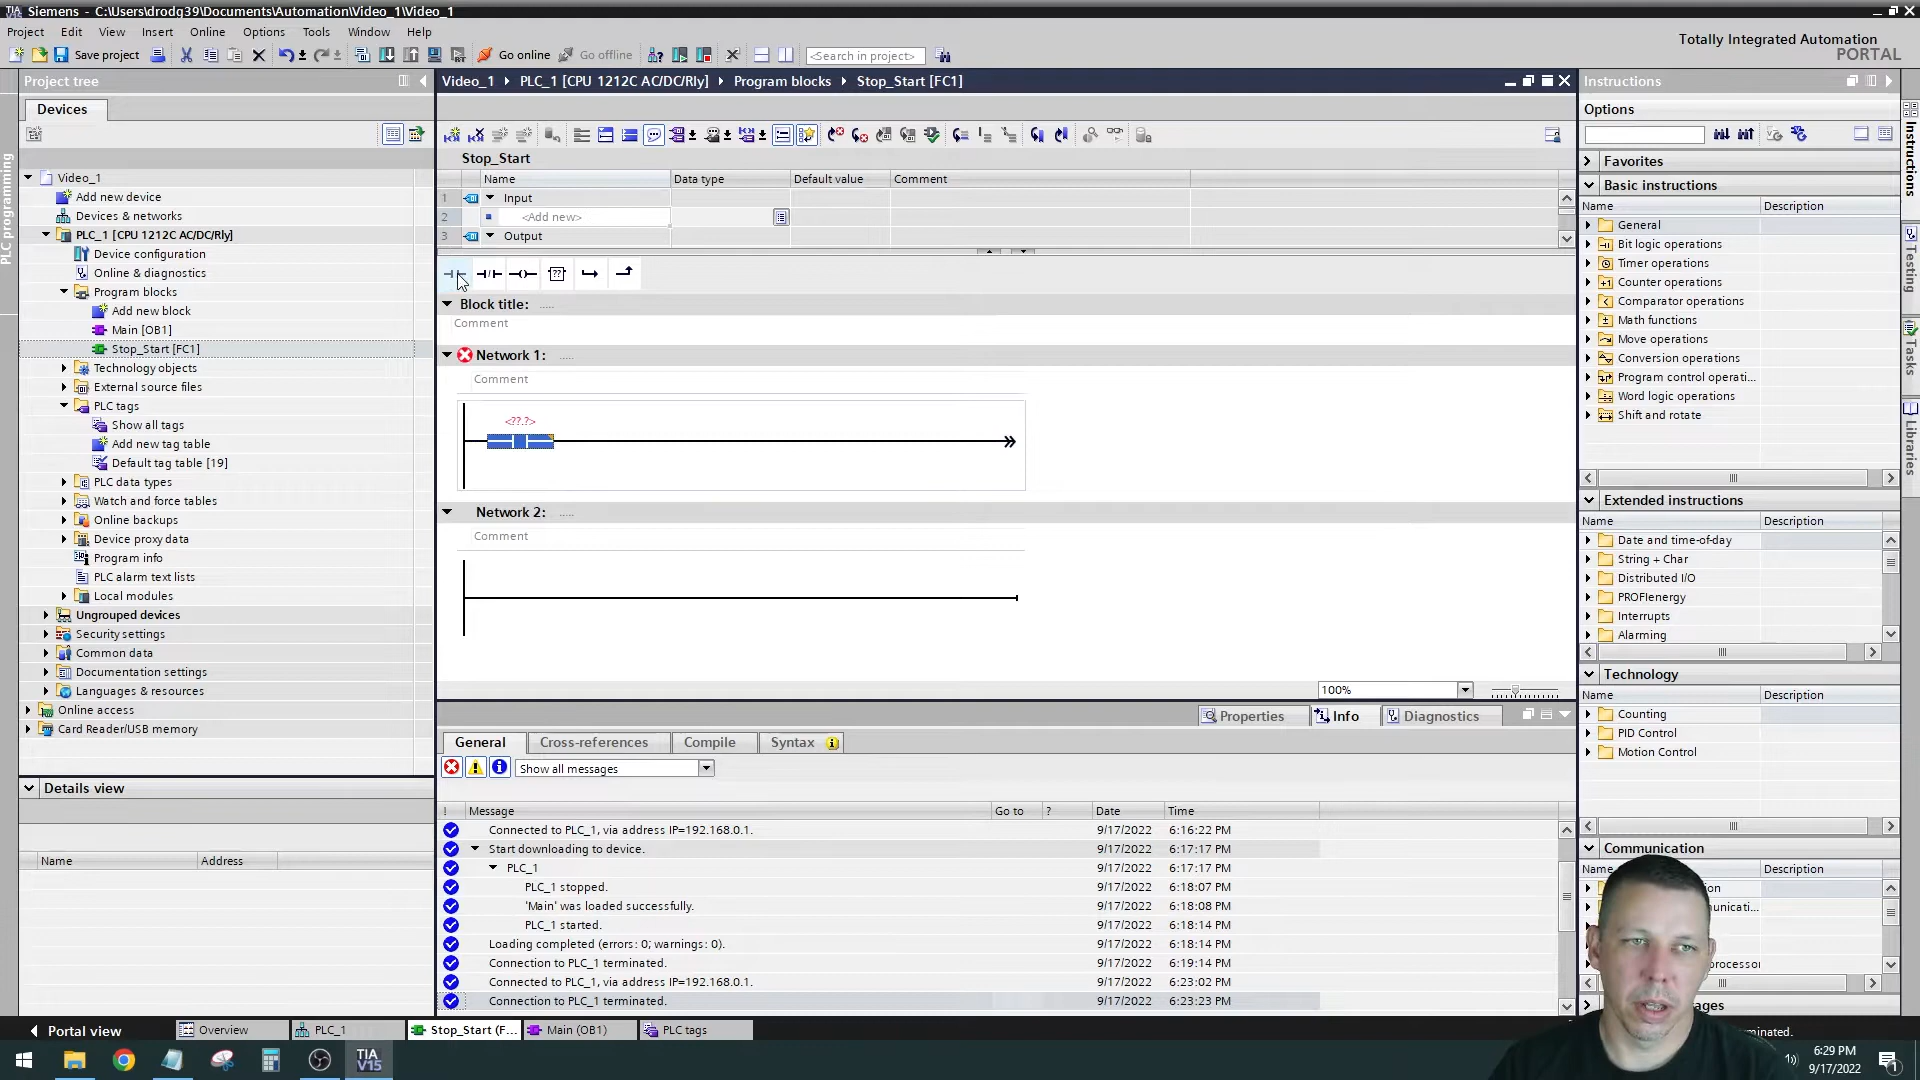 Siemens - C:\Users\drodg39\Documents\Automation\Video_1\Video_1
Project Edit View Insert Online Options Tools Window Help
Totally Integrated Automation
PORTAL
Save project Go online Go offline <Search in project>
Project tree
Devices
PLC programming
Video_1
Add new device
Devices & networks
PLC_1 [CPU 1212C AC/DC/Rly]
Device configuration
Online & diagnostics
Program blocks
Add new block
Main [OB1]
Stop_Start [FC1]
Technology objects
External source files
PLC tags
Show all tags
Add new tag table
Default tag table [19]
PLC data types
Watch and force tables
Online backups
Device proxy data
Program info
PLC alarm text lists
Local modules
Ungrouped devices
Security settings
Common data
Documentation settings
Languages & resources
Online access
Card Reader/USB memory
Details view
Name Address
Video_1 PLC_1 [CPU 1212C AC/DC/Rly] Program blocks Stop_Start [FC1]
Stop_Start
Name Data type Default value Comment
1 Input
2 <Add new>
3 Output
??
Block title: .....
Comment
Network 1: .....
Comment
<??.?>
Network 2: .....
Comment
100%
Properties Info Diagnostics
General Cross-references Compile Syntax
Show all messages
! Message Go to ? Date Time
Connected to PLC_1, via address IP=192.168.0.1. 9/17/2022 6:16:22 PM
Start downloading to device. 9/17/2022 6:17:17 PM
PLC_1 9/17/2022 6:17:17 PM
PLC_1 stopped. 9/17/2022 6:18:07 PM
'Main' was loaded successfully. 9/17/2022 6:18:08 PM
PLC_1 started. 9/17/2022 6:18:14 PM
Loading completed (errors: 0; warnings: 0). 9/17/2022 6:18:14 PM
Connection to PLC_1 terminated. 9/17/2022 6:19:14 PM
Connected to PLC_1, via address IP=192.168.0.1. 9/17/2022 6:23:02 PM
Connection to PLC_1 terminated. 9/17/2022 6:23:23 PM
Instructions
Options
Favorites
Basic instructions
Name Description
General
Bit logic operations
Timer operations
Counter operations
Comparator operations
Math functions
Move operations
Conversion operations
Program control operati...
Word logic operations
Shift and rotate
Extended instructions
Name Description
Date and time-of-day
String + Char
Distributed I/O
PROFIenergy
Interrupts
Alarming
Technology
Name Description
Counting
PID Control
Motion Control
Communication
Name Description
Instructions
Testing
Tasks
Libraries
Portal view Overview PLC_1 Stop_Start (F... Main (OB1) PLC tags
TIA
V15
6:29 PM
9/17/2022
1